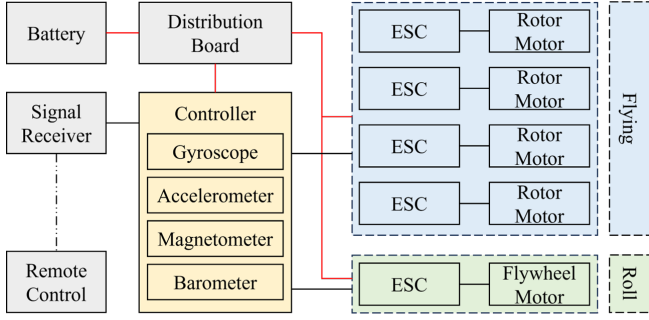 Battery
Distribution
Board
Signal
Receiver
Remote
Control
Controller
Gyroscope
Accelerometer
Magnetometer
Barometer
ESC
Rotor
Motor
ESC
Rotor
Motor
ESC
Rotor
Motor
ESC
Rotor
Motor
Flying
ESC
Flywheel
Motor
Roll